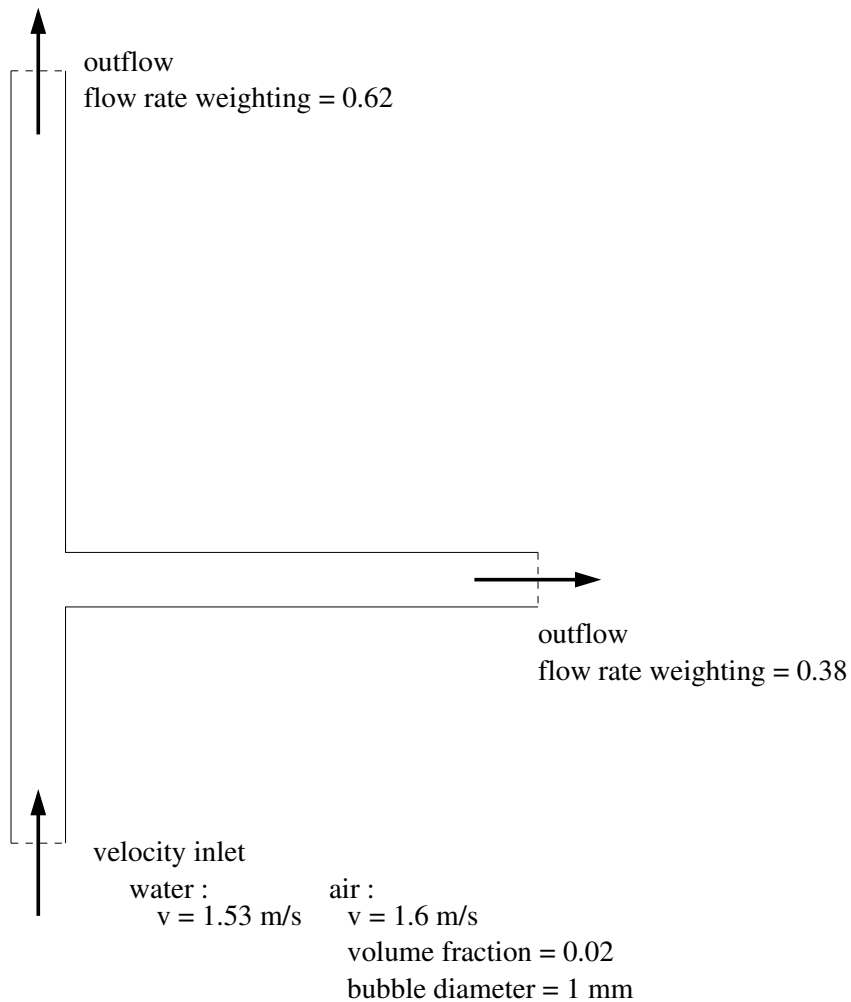 outflow
flow rate weighting = 0.62
outflow
flow rate weighting = 0.38
velocity inlet
water :
v = 1.53 m/s
air :
v = 1.6 m/s
volume fraction = 0.02
bubble diameter = 1 mm